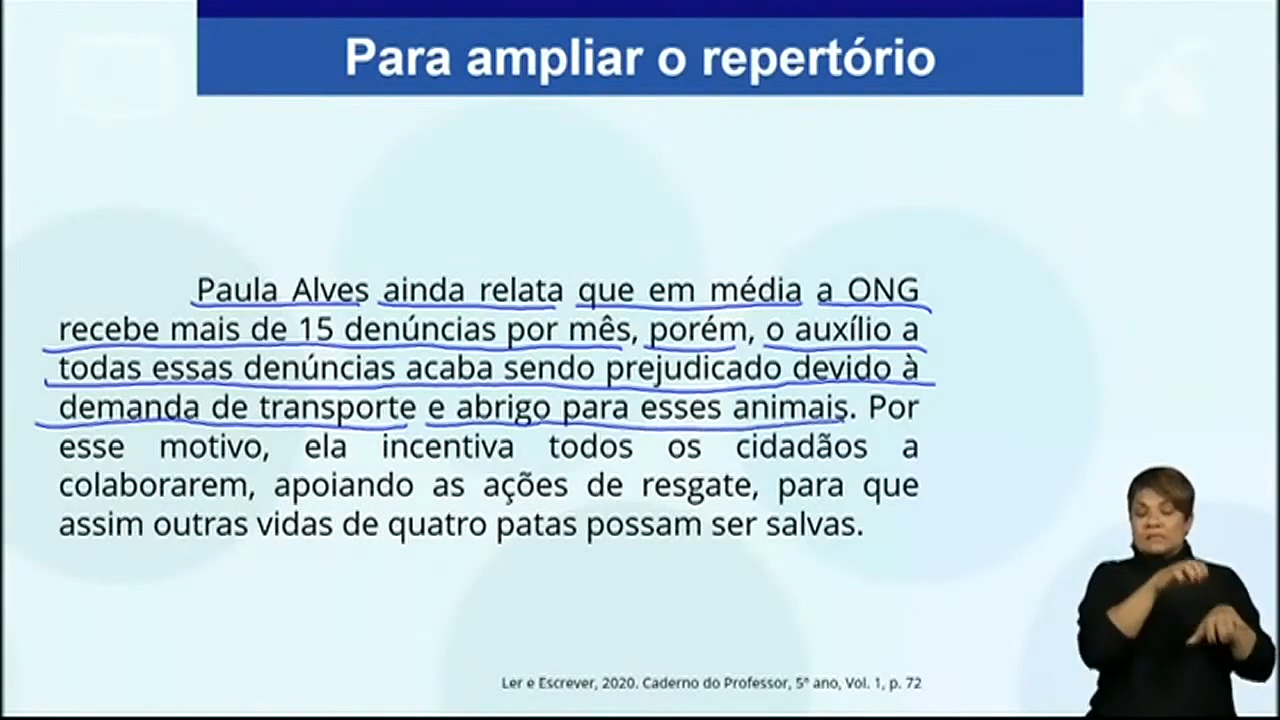 Para ampliar o repertório
Paula Alves ainda relata que em média a ONG
recebe mais de 15 denúncias por mês, porém, o auxílio a
todas essas denúncias acaba sendo prejudicado devido à
demanda de transporte e abrigo para esses animais. Por
esse motivo, ela incentiva todos os cidadãos a
colaborarem, apoiando as ações de resgate, para que
assim outras vidas de quatro patas possam ser salvas.
Ler e Escrever, 2020. Caderno do Professor, 5º ano, Vol. 1, p. 72